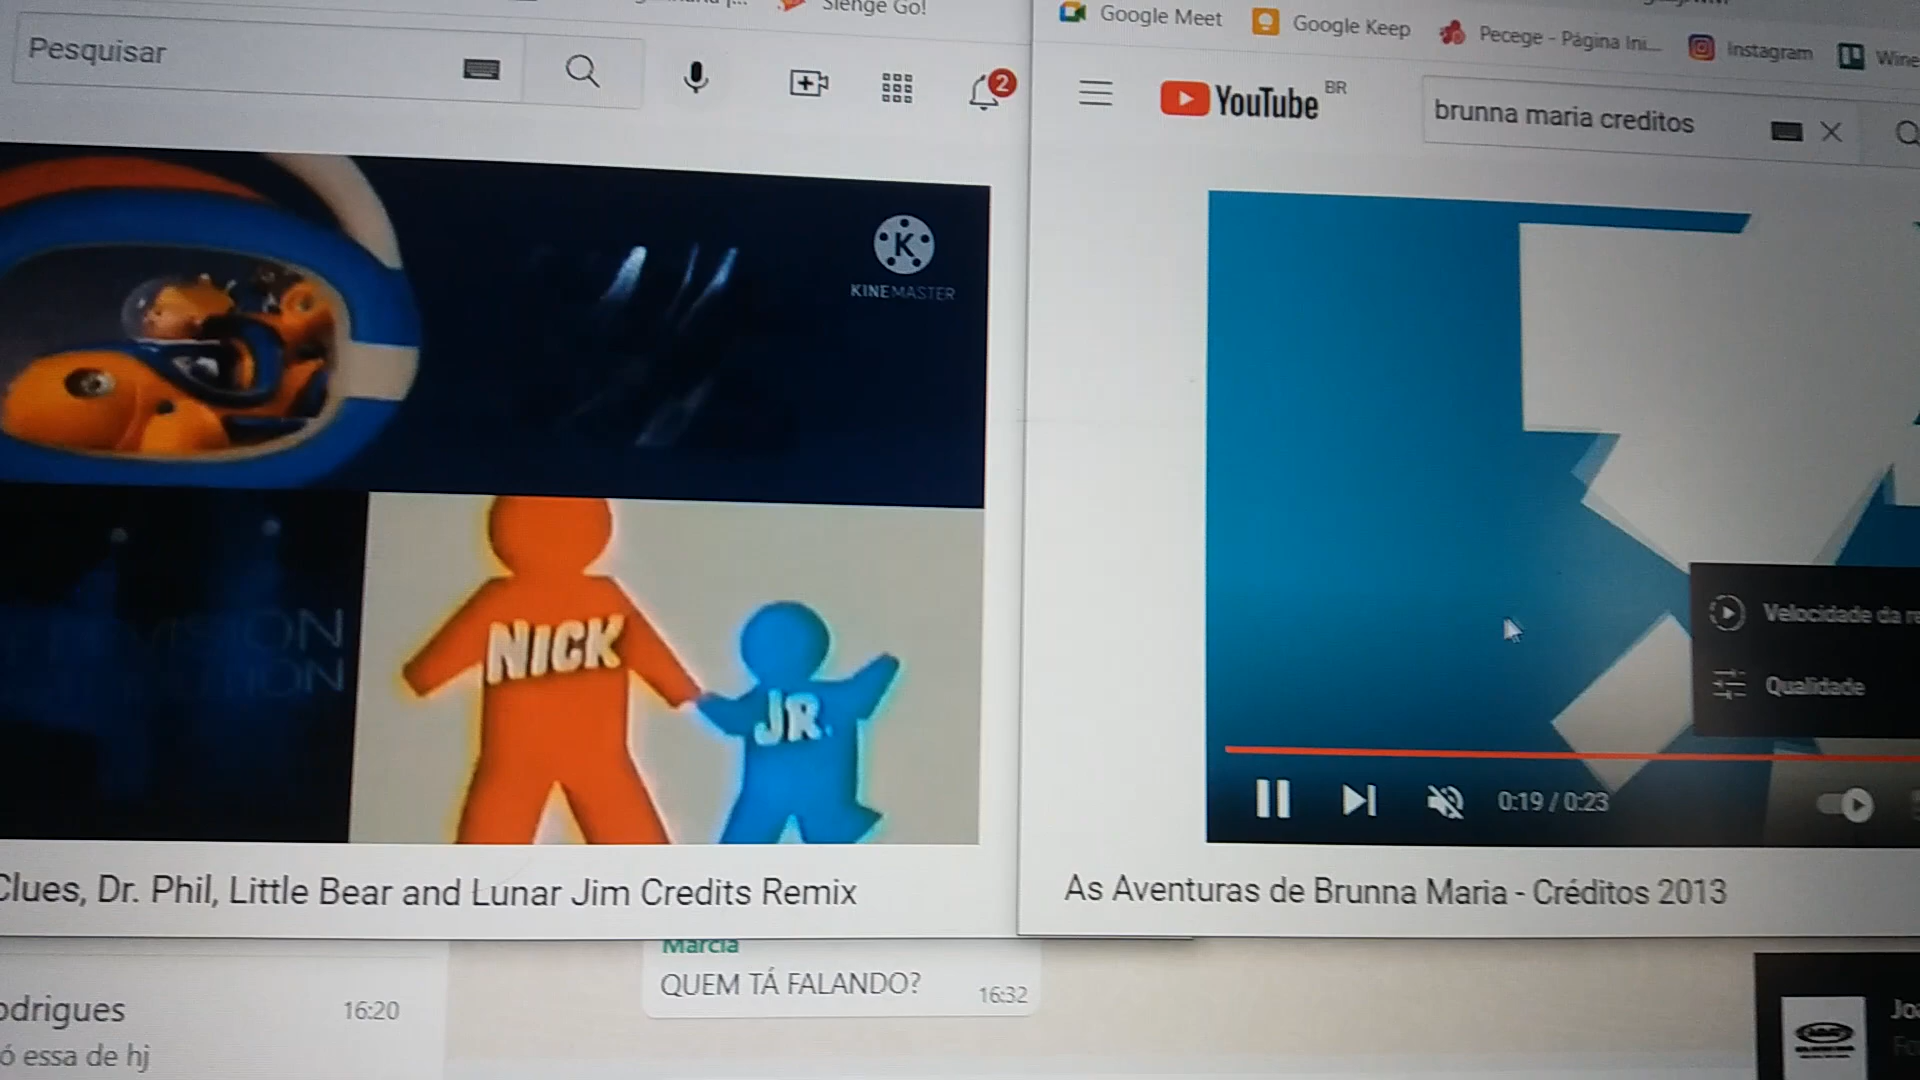 Slenge Go!
Google Meet
Google Keep
Pecege - Página Ini...
Instagram
Wine
Pesquisar
2
YouTube BR
brunna maria creditos
K
KINEMASTER
NICK
JR.
Velocidade da re
Qualidade
0:19 / 0:23
Clues, Dr. Phil, Little Bear and Lunar Jim Credits Remix
As Aventuras de Brunna Maria - Créditos 2013
Marcia
QUEM TÁ FALANDO?
16:32
odrigues
16:20
ó essa de hj